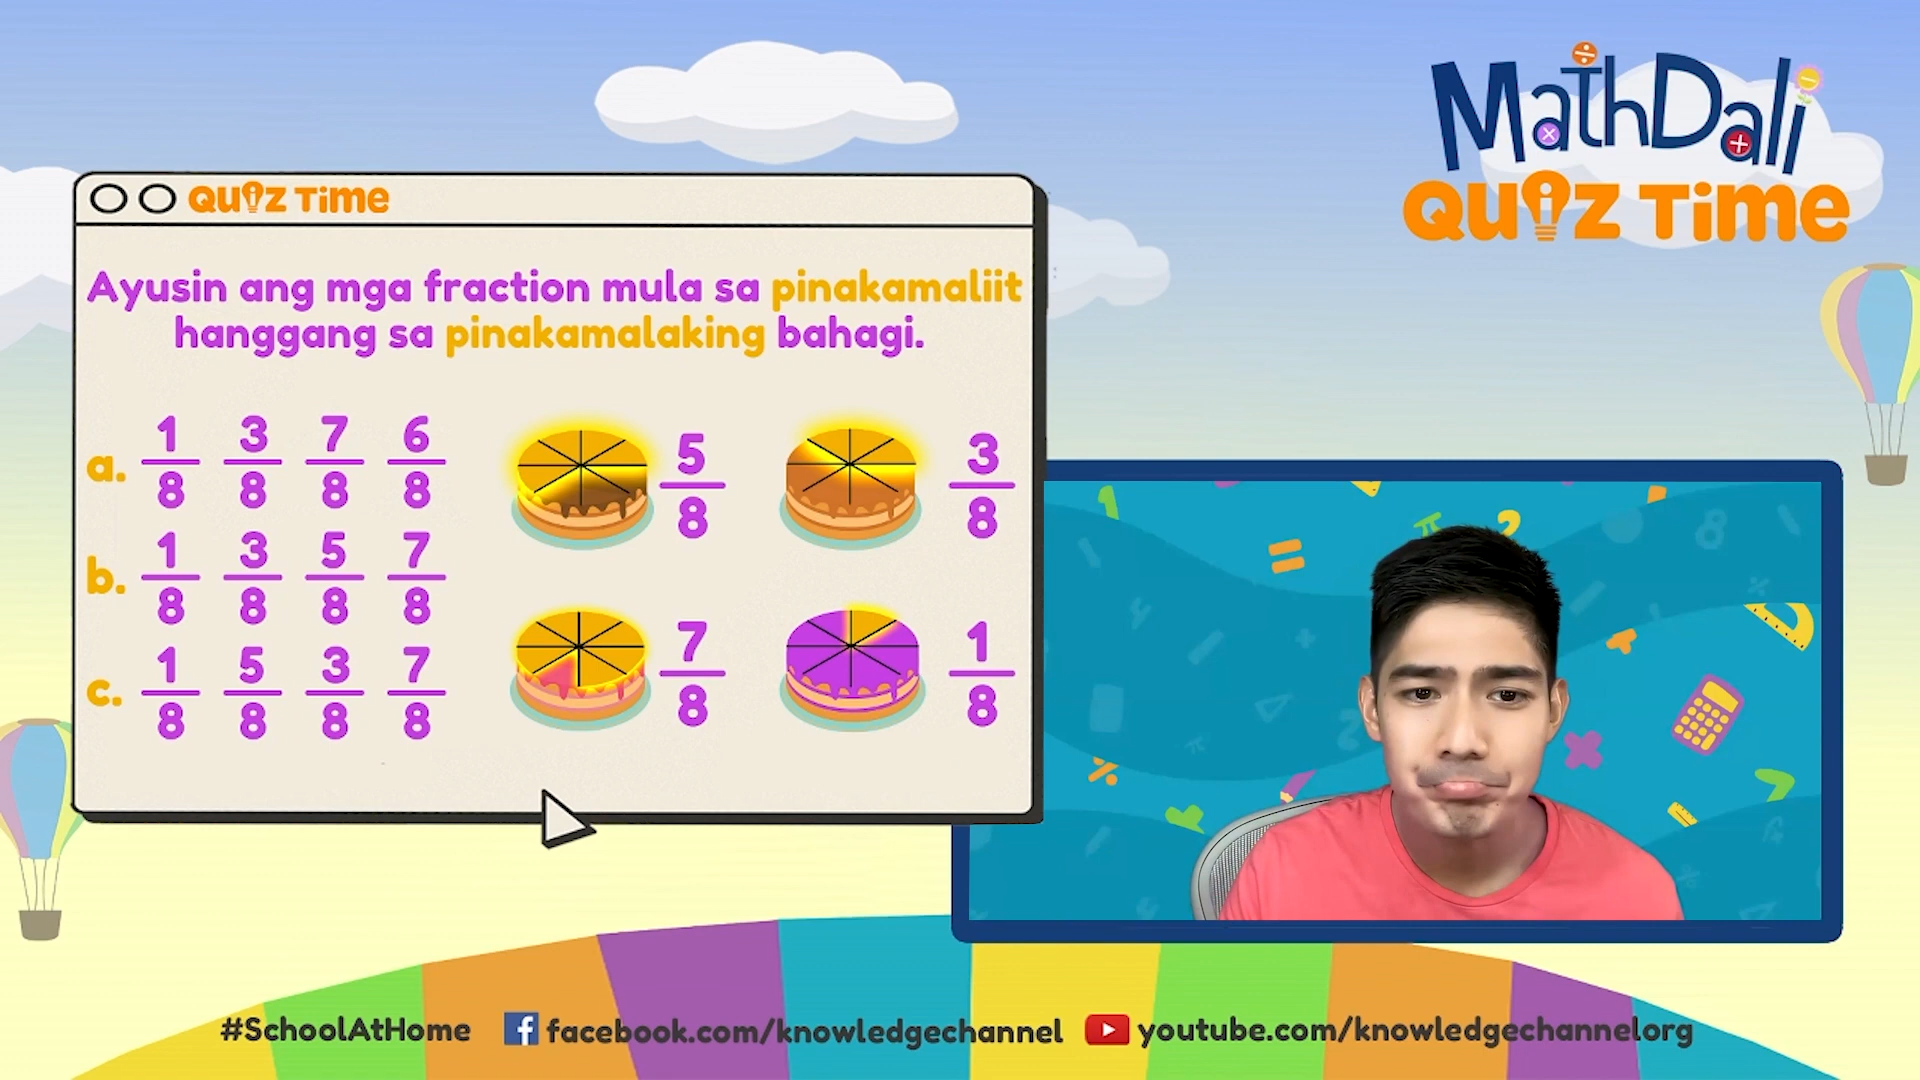 MathDali
QUIZ TIME
QUIZ TIME
Ayusin ang mga fraction mula sa pinakamaliit
hanggang sa pinakamalaking bahagi.
a. 1/8 3/8 7/8 6/8
b. 1/8 3/8 5/8 7/8
c. 1/8 5/8 3/8 7/8
5/8 3/8
7/8 1/8
#SchoolAtHome facebook.com/knowledgechannel youtube.com/knowledgechannelorg